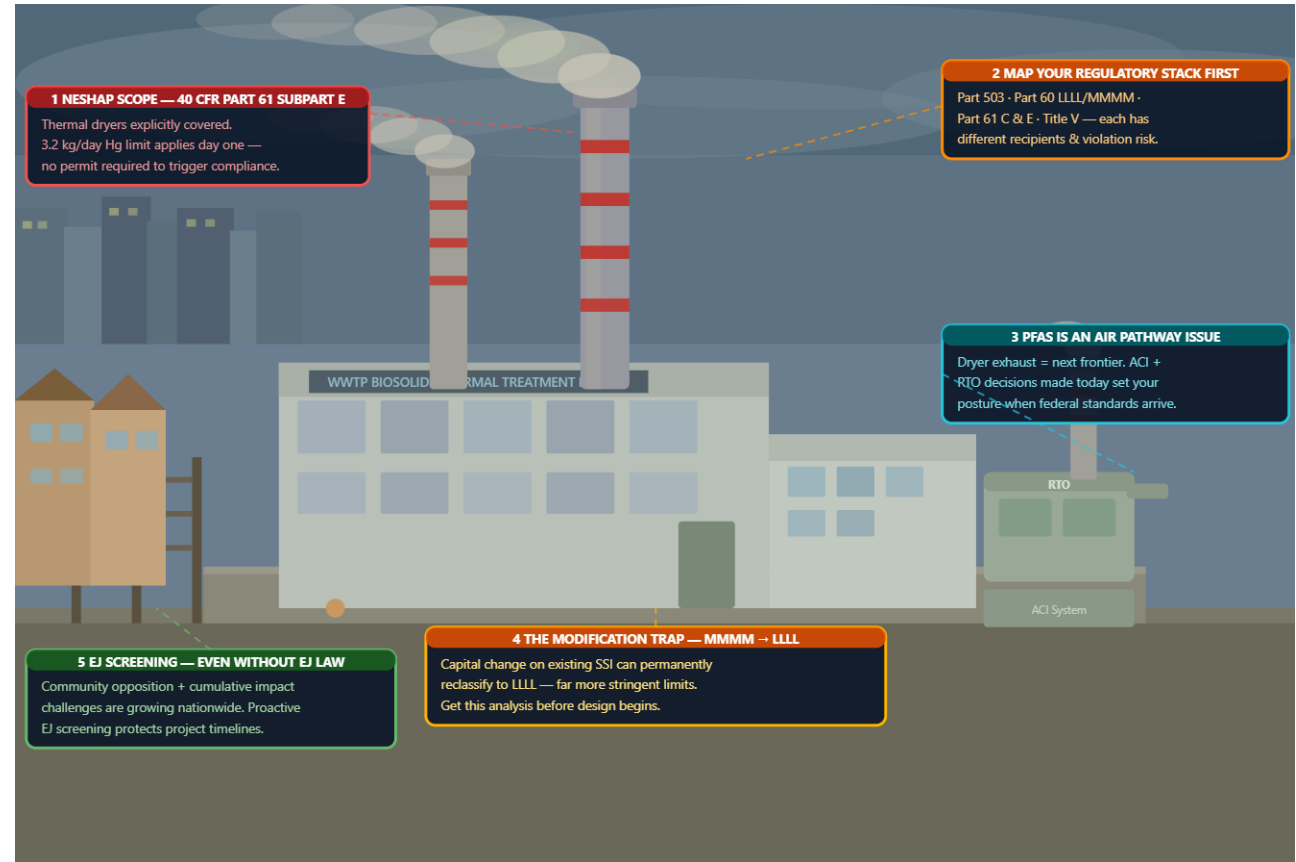 1 NESHAP SCOPE — 40 CFR PART 61 SUBPART E
Thermal dryers explicitly covered.
3.2 kg/day Hg limit applies day one —
no permit required to trigger compliance.
2 MAP YOUR REGULATORY STACK FIRST
Part 503 · Part 60 LLLL/MMMM ·
Part 61 C & E · Title V — each has
different recipients & violation risk.
3 PFAS IS AN AIR PATHWAY ISSUE
Dryer exhaust = next frontier. ACI +
RTO decisions made today set your
posture when federal standards arrive.
WWTP BIOSOLID RMAL TREATMENT
RTO
ACI System
4 THE MODIFICATION TRAP — MMMM → LLLL
Capital change on existing SSI can permanently
reclassify to LLLL — far more stringent limits.
Get this analysis before design begins.
5 EJ SCREENING — EVEN WITHOUT EJ LAW
Community opposition + cumulative impact
challenges are growing nationwide. Proactive
EJ screening protects project timelines.